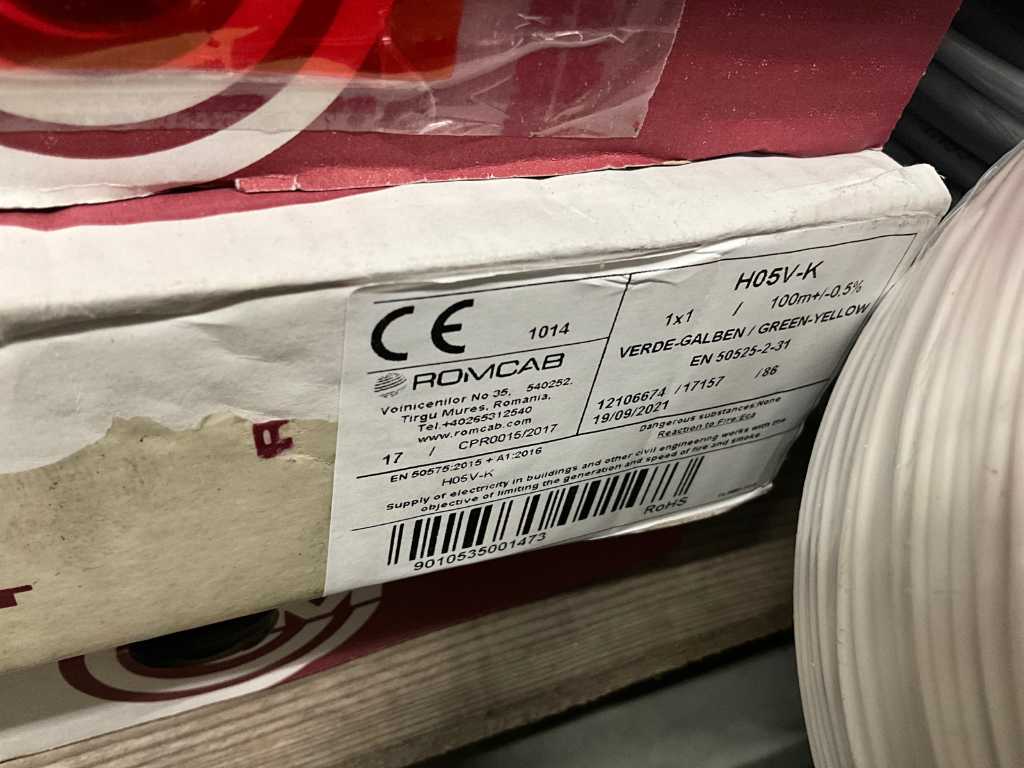 CE 1014
ROMCAB
Voinicenilor No 35, 540252,
Tirgu Mures, Romania,
Tel.+40265312540
www.romcab.com
17 / CPR0015/2017
H05V-K
1x1 / 100m+/-0.5%
VERDE-GALBEN / GREEN-YELLOW
EN 50525-2-31
12106674 /17157 /86
19/09/2021
Dangerous substances:None
Reaction to Fire:Eca
EN 50575:2015 + A1:2016
H05V-K
Supply of electricity in buildings and other civil engineering works with the
objective of limiting the generation and speed of fire and smoke
9010535001473
RoHS